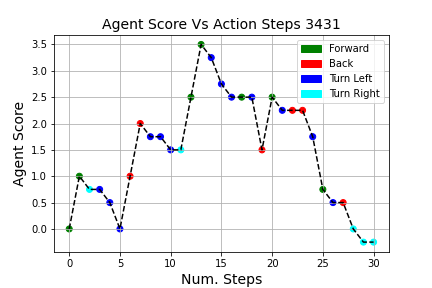 Agent Score Vs Action Steps 3431
Agent Score
3.5
3.0
2.5
2.0
1.5
1.0
0.5
0.0
Forward
Back
Turn Left
Turn Right
0 5 10 15 20 25 30
Num. Steps